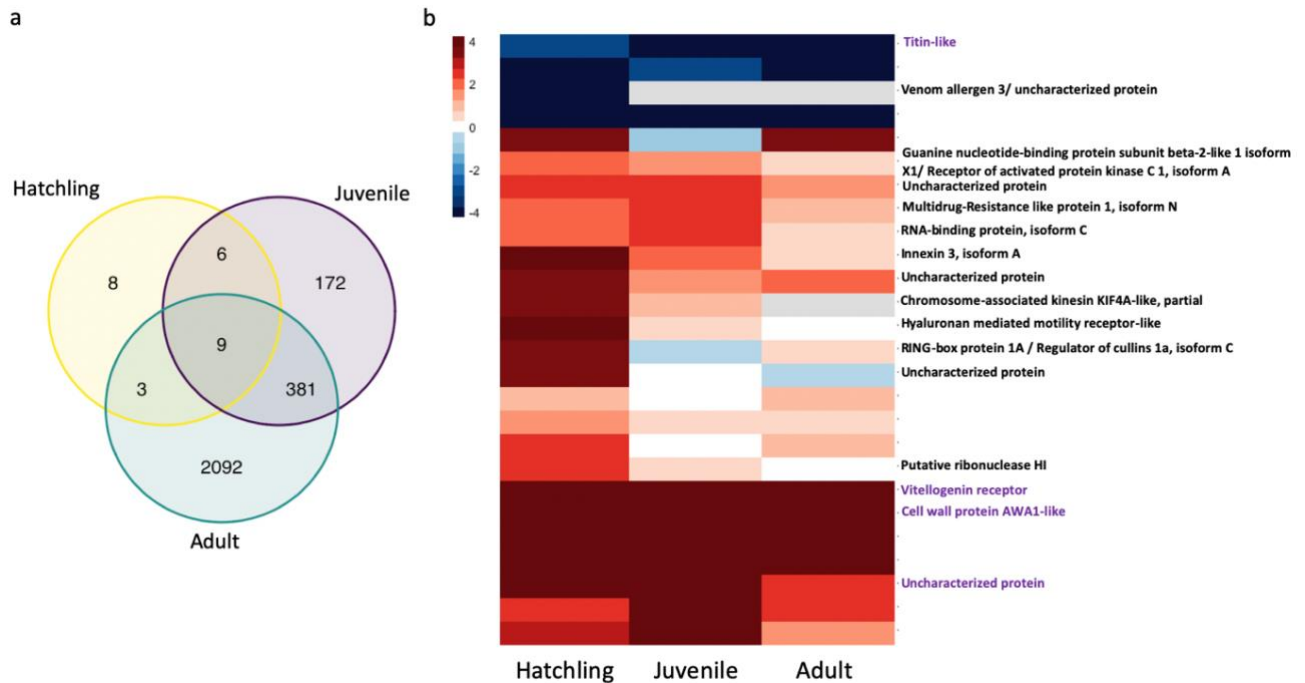 a
Hatchling
Juvenile
6
8
172
9
3
381
2092
Adult
b
4
2
0
-2
-4
Titin-like
Venom allergen 3/ uncharacterized protein
Guanine nucleotide-binding protein subunit beta-2-like 1 isoform
X1/ Receptor of activated protein kinase C 1, isoform A
Uncharacterized protein
Multidrug-Resistance like protein 1, isoform N
RNA-binding protein, isoform C
Innexin 3, isoform A
Uncharacterized protein
Chromosome-associated kinesin KIF4A-like, partial
Hyaluronan mediated motility receptor-like
RING-box protein 1A / Regulator of cullins 1a, isoform C
Uncharacterized protein
Putative ribonuclease HI
Vitellogenin receptor
Cell wall protein AWA1-like
Uncharacterized protein
Hatchling Juvenile Adult